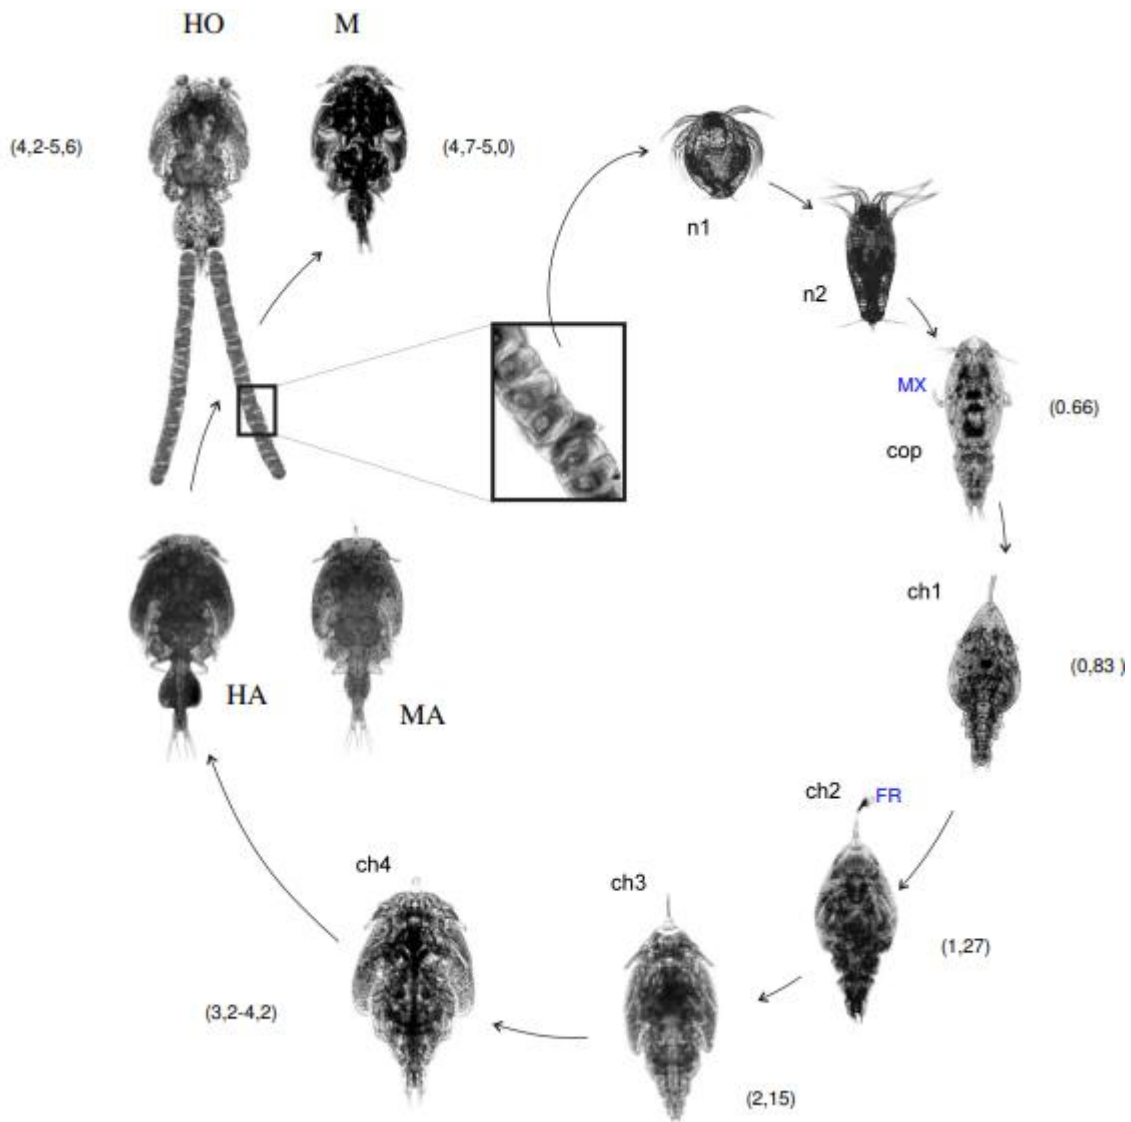 HO
M
(4,2-5,6)
(4,7-5,0)
n1
n2
MX
(0.66)
cop
ch1
(0,83 )
ch2
FR
(1,27)
ch3
(2,15)
ch4
(3,2-4,2)
HA
MA